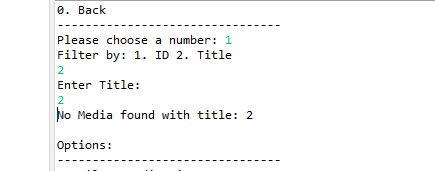 0. Back
--------------------------------
Please choose a number: 1
Filter by: 1. ID 2. Title
2
Enter Title:
2
No Media found with title: 2
Options:
--------------------------------